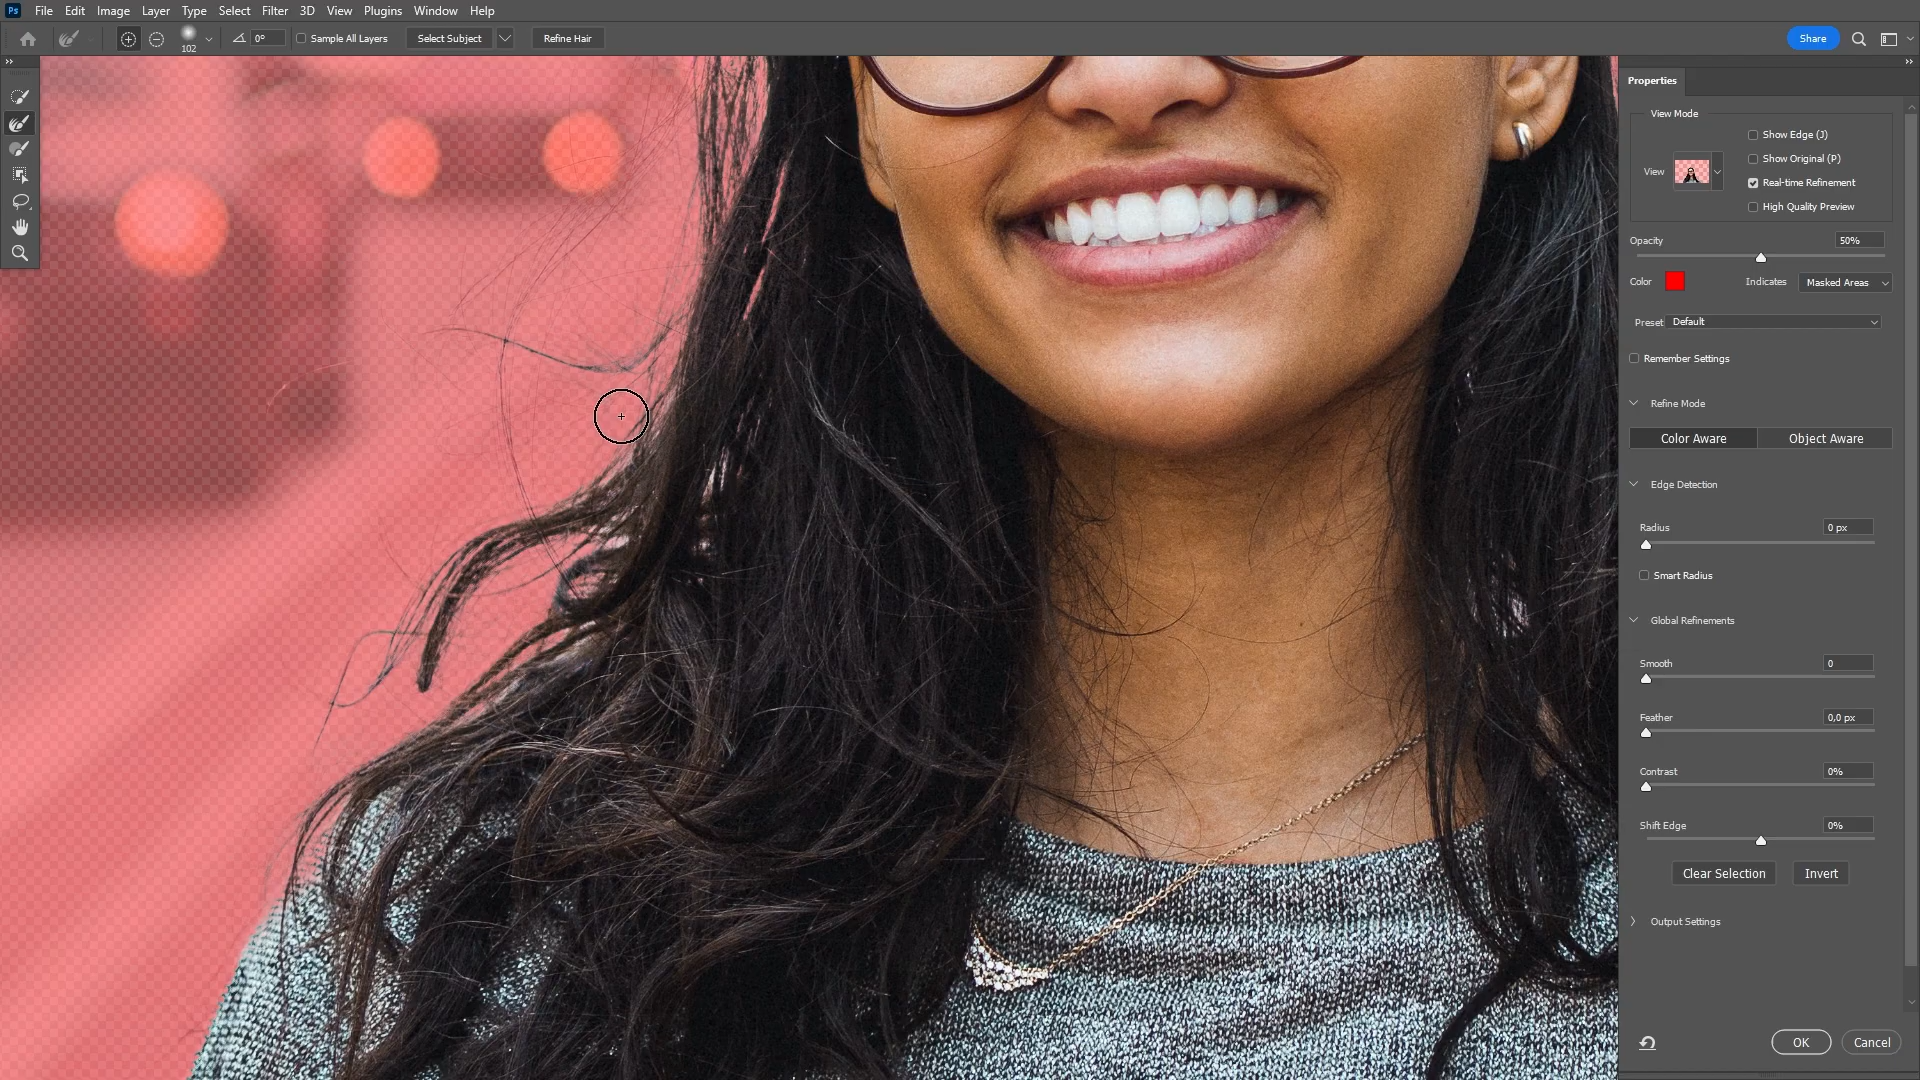 Ps File Edit Image Layer Type Select Filter 3D View Plugins Window Help
102 0° Sample All Layers Select Subject Refine Hair Share
Properties
View Mode
Show Edge (J)
Show Original (P)
View
Real-time Refinement
High Quality Preview
Opacity 50%
Color Indicates Masked Areas
Preset Default
Remember Settings
Refine Mode
Color Aware Object Aware
Edge Detection
Radius 0 px
Smart Radius
Global Refinements
Smooth 0
Feather 0,0 px
Contrast 0%
Shift Edge 0%
Clear Selection Invert
Output Settings
OK Cancel